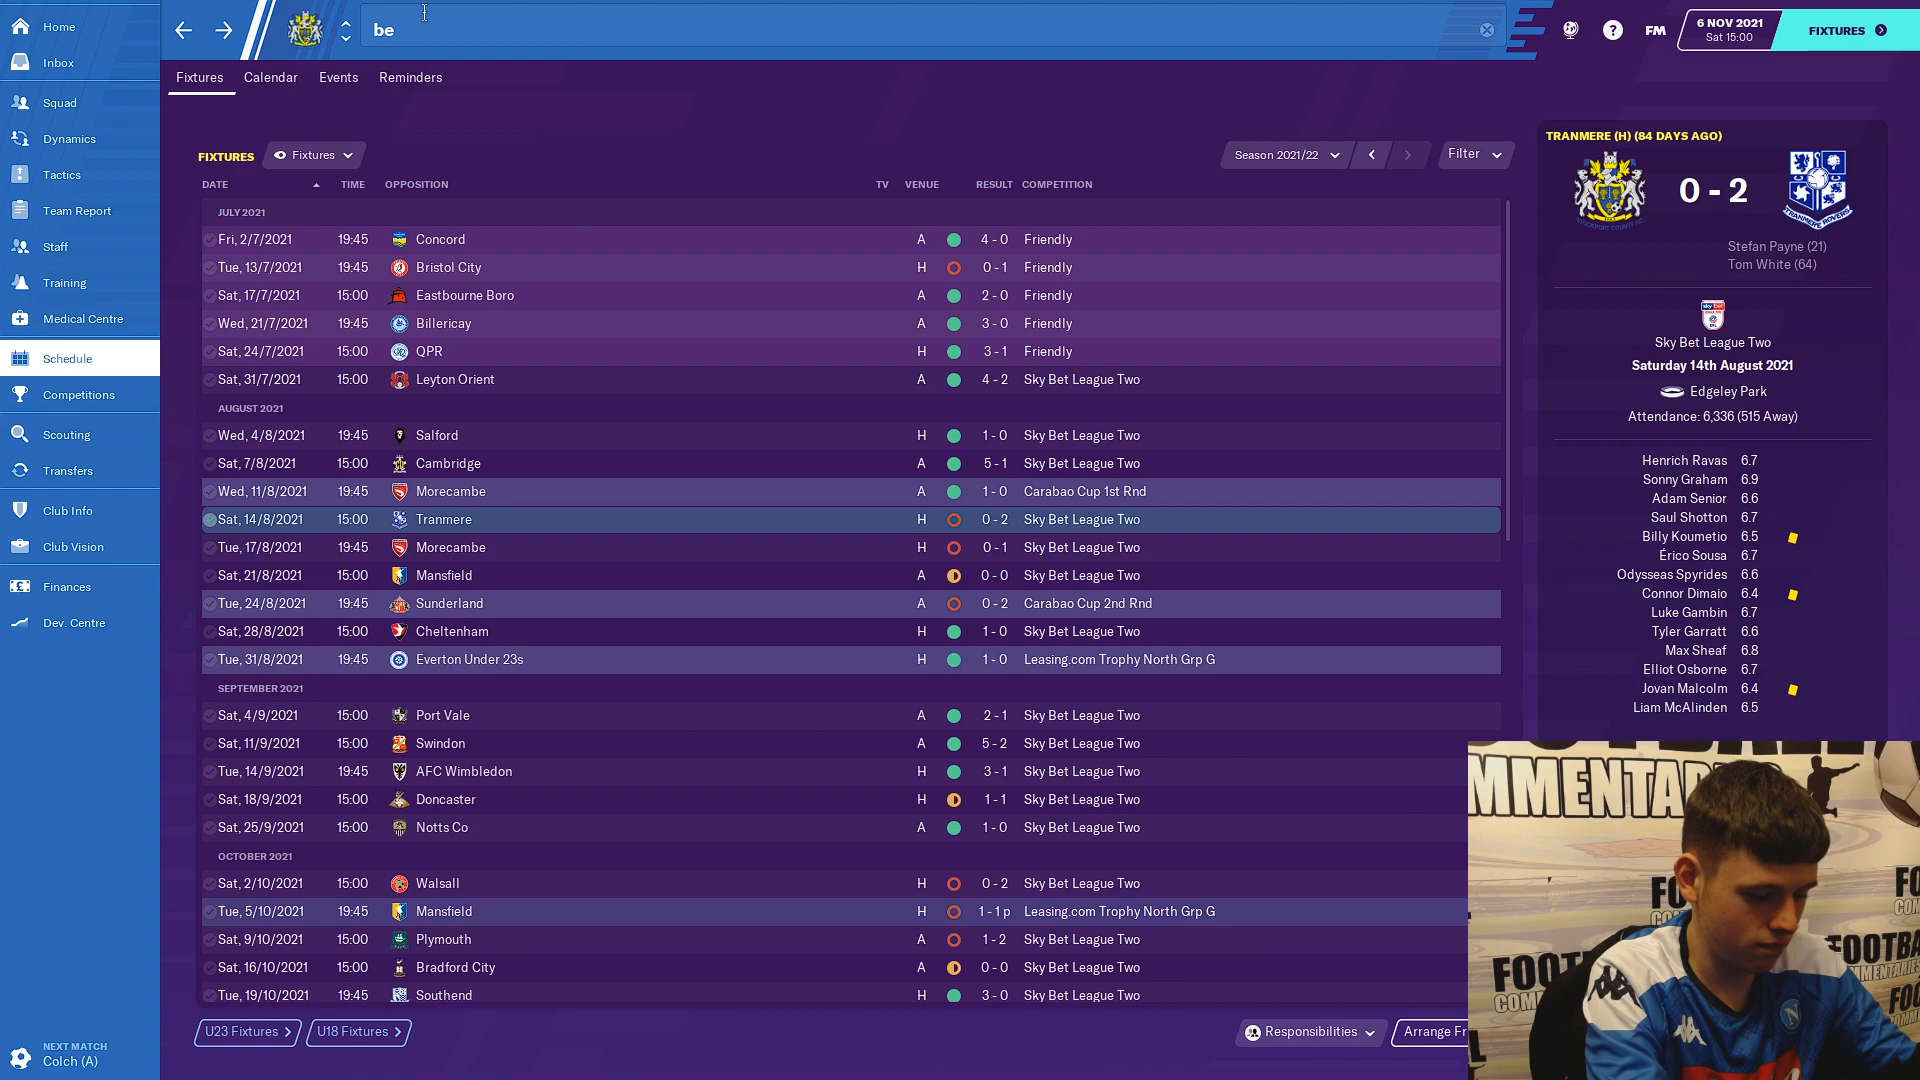 Home
be
6 NOV 2021
Sat 15:00
FM
FIXTURES
Inbox
Fixtures Calendar Events Reminders
Squad
Dynamics
Tactics
Team Report
Staff
Training
Medical Centre
Schedule
Competitions
Scouting
Transfers
Club Info
Club Vision
Finances
Dev. Centre
NEXT MATCH
Colch (A)
FIXTURES Fixtures Season 2021/22 Filter
DATE TIME OPPOSITION TV VENUE RESULT COMPETITION
JULY 2021
Fri, 2/7/2021 19:45 Concord A 4 - 0 Friendly
Tue, 13/7/2021 19:45 Bristol City H 0 - 1 Friendly
Sat, 17/7/2021 15:00 Eastbourne Boro A 2 - 0 Friendly
Wed, 21/7/2021 19:45 Billericay A 3 - 0 Friendly
Sat, 24/7/2021 15:00 QPR H 3 - 1 Friendly
Sat, 31/7/2021 15:00 Leyton Orient A 4 - 2 Sky Bet League Two
AUGUST 2021
Wed, 4/8/2021 19:45 Salford H 1 - 0 Sky Bet League Two
Sat, 7/8/2021 15:00 Cambridge A 5 - 1 Sky Bet League Two
Wed, 11/8/2021 19:45 Morecambe A 1 - 0 Carabao Cup 1st Rnd
Sat, 14/8/2021 15:00 Tranmere H 0 - 2 Sky Bet League Two
Tue, 17/8/2021 19:45 Morecambe H 0 - 1 Sky Bet League Two
Sat, 21/8/2021 15:00 Mansfield A 0 - 0 Sky Bet League Two
Tue, 24/8/2021 19:45 Sunderland A 0 - 2 Carabao Cup 2nd Rnd
Sat, 28/8/2021 15:00 Cheltenham H 1 - 0 Sky Bet League Two
Tue, 31/8/2021 19:45 Everton Under 23s H 1 - 0 Leasing.com Trophy North Grp G
SEPTEMBER 2021
Sat, 4/9/2021 15:00 Port Vale A 2 - 1 Sky Bet League Two
Sat, 11/9/2021 15:00 Swindon A 5 - 2 Sky Bet League Two
Tue, 14/9/2021 19:45 AFC Wimbledon H 3 - 1 Sky Bet League Two
Sat, 18/9/2021 15:00 Doncaster H 1 - 1 Sky Bet League Two
Sat, 25/9/2021 15:00 Notts Co A 1 - 0 Sky Bet League Two
OCTOBER 2021
Sat, 2/10/2021 15:00 Walsall H 0 - 2 Sky Bet League Two
Tue, 5/10/2021 19:45 Mansfield H 1 - 1 p Leasing.com Trophy North Grp G
Sat, 9/10/2021 15:00 Plymouth A 1 - 2 Sky Bet League Two
Sat, 16/10/2021 15:00 Bradford City A 0 - 0 Sky Bet League Two
Tue, 19/10/2021 19:45 Southend H 3 - 0 Sky Bet League Two
U23 Fixtures U18 Fixtures Responsibilities Arrange Fr
TRANMERE (H) (84 DAYS AGO)
0 - 2
TRANMERE ROVERS
Stefan Payne (21)
Tom White (64)
sky bet
EFL
Sky Bet League Two
Saturday 14th August 2021
Edgeley Park
Attendance: 6,336 (515 Away)
Henrich Ravas 6.7
Sonny Graham 6.9
Adam Senior 6.6
Saul Shotton 6.7
Billy Koumetio 6.5
Érico Sousa 6.7
Odysseas Spyrides 6.6
Connor Dimaio 6.4
Luke Gambin 6.7
Tyler Garratt 6.6
Max Sheaf 6.8
Elliot Osborne 6.7
Jovan Malcolm 6.4
Liam McAlinden 6.5
MMENTAR
FO
CO
FOOT
COMM
FOOTBA
MMENTARIES
FO
COM
FOO
COMM
N